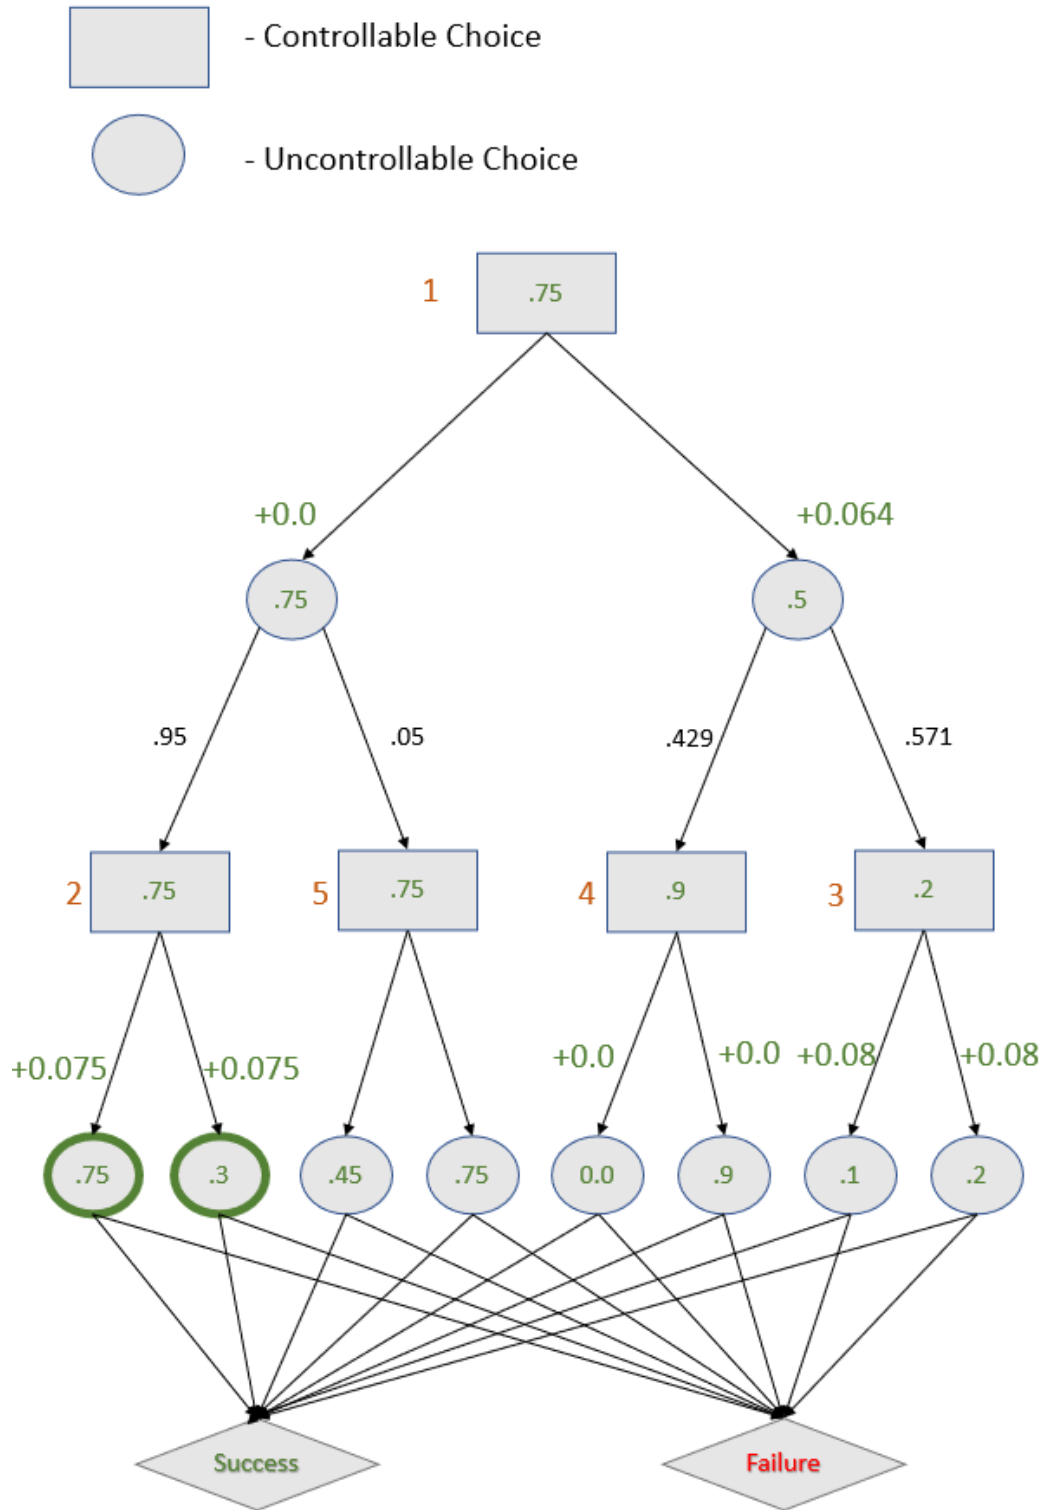 - Controllable Choice
- Uncontrollable Choice
1 .75
+0.0 +0.064
.75 .5
.95 .05 .429 .571
2 .75 5 .75 4 .9 3 .2
+0.075 +0.075 +0.0 +0.0 +0.08 +0.08
.75 .3 .45 .75 0.0 .9 .1 .2
Success Failure